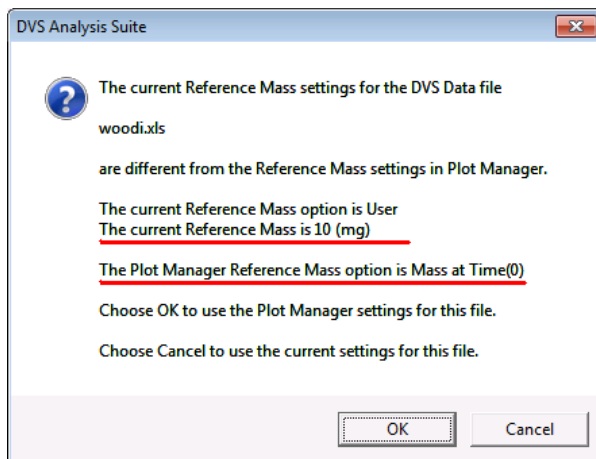 DVS Analysis Suite
The current Reference Mass settings for the DVS Data file
woodi.xls
are different from the Reference Mass settings in Plot Manager.
The current Reference Mass option is User
The current Reference Mass is 10 (mg)
The Plot Manager Reference Mass option is Mass at Time(0)
Choose OK to use the Plot Manager settings for this file.
Choose Cancel to use the current settings for this file.
OK
Cancel